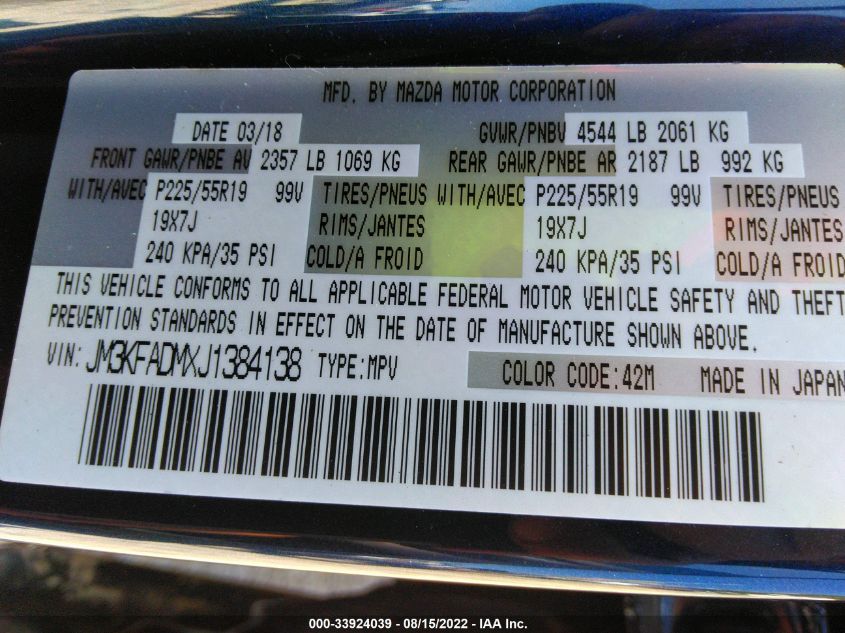 MFD. BY MAZDA MOTOR CORPORATION
DATE 03/18 GVWR/PNBV 4544 LB 2061 KG
FRONT GAWR/PNBE AV 2357 LB 1069 KG REAR GAWR/PNBE AR 2187 LB 992 KG
WITH/AVEC P225/55R19 99V TIRES/PNEUS WITH/AVEC P225/55R19 99V TIRES/PNEUS
19X7J RIMS/JANTES 19X7J RIMS/JANTES
240 KPA/35 PSI COLD/A FROID 240 KPA/35 PSI COLD/A FROID
THIS VEHICLE CONFORMS TO ALL APPLICABLE FEDERAL MOTOR VEHICLE SAFETY AND THEFT
PREVENTION STANDARDS IN EFFECT ON THE DATE OF MANUFACTURE SHOWN ABOVE.
VIN: JM3KFADMXJ1384138 TYPE:MPV COLOR CODE:42M MADE IN JAPAN
000-33924039 - 08/15/2022 - IAA Inc.